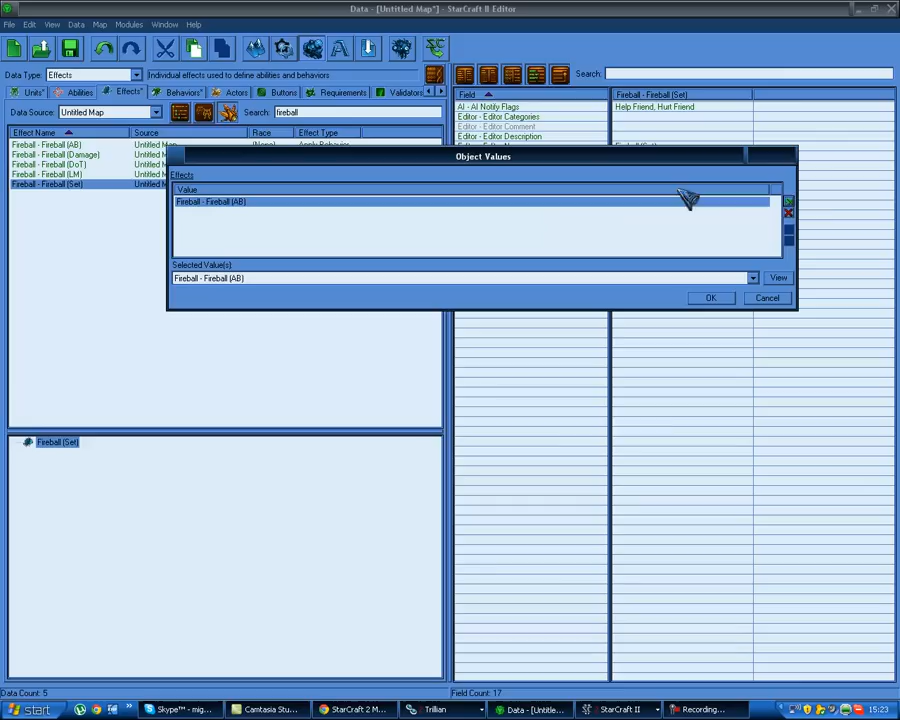 Data - [Untitled Map*] - StarCraft II Editor
File Edit View Data Map Modules Window Help
Data Type: Effects Individual effects used to define abilities and behaviors Search:
Units* Abilities Effects* Behaviors* Actors Buttons Requirements Validators
Data Source: Untitled Map Search: fireball
Effect Name Source Race Effect Type
Fireball - Fireball (AB)
Fireball - Fireball (Damage)
Fireball - Fireball (DoT)
Fireball - Fireball (LM)
Fireball - Fireball (Set)
Field Fireball - Fireball (Set)
AI - AI Notify Flags Help Friend, Hurt Friend
Editor - Editor Categories
Editor - Editor Comment
Editor - Editor Description
Object Values
Effects
Value
Fireball - Fireball (AB)
Selected Value(s):
Fireball - Fireball (AB) View
OK Cancel
Fireball (Set)
Data Count: 5 Field Count: 17
start Skype™ - mig... Camtasia Stu... StarCraft 2 M... Trillian Data - [Untitle... StarCraft II Recording... 15:23